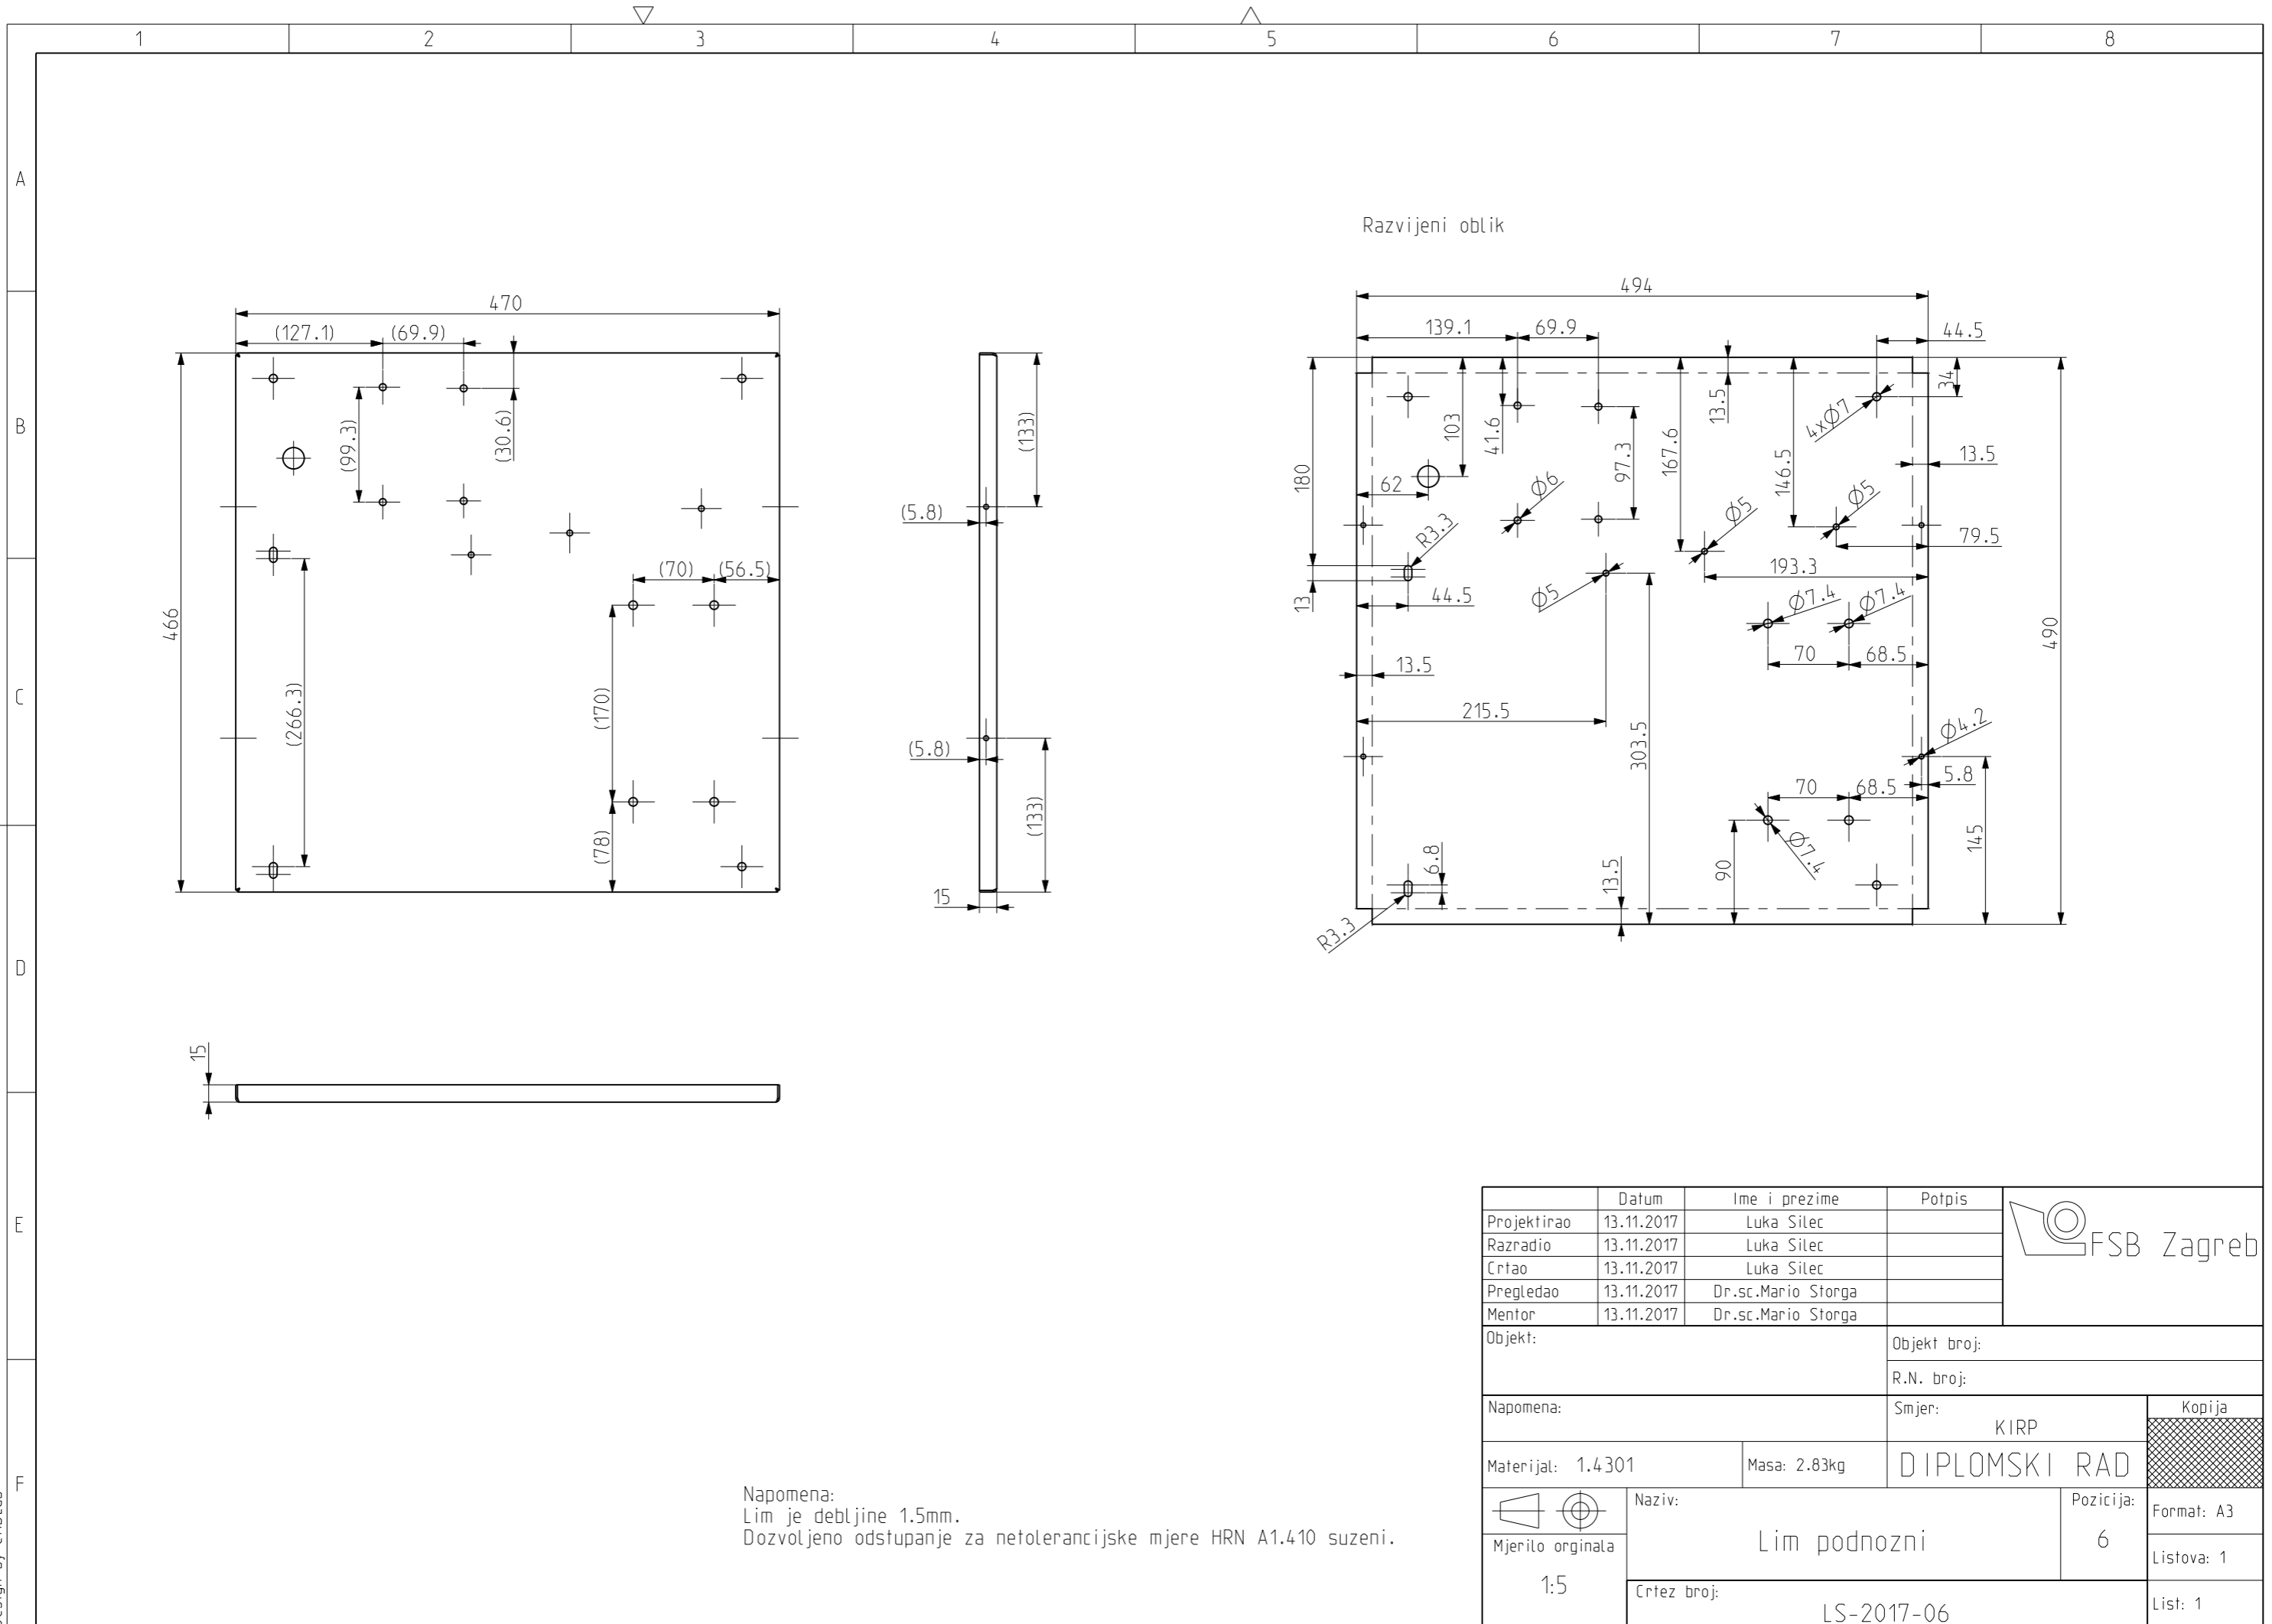 1 2 3 4 5 6 7 8
A
B
C
D
E
F
470
(127.1) (69.9)
(99.3)
(30.6)
466
(266.3)
(70) (56.5)
(170)
(78)
(133)
(5.8)
(5.8)
(133)
15
15
Razvijeni oblik
494
139.1 69.9
44.5
180
103
41.6
97.3
167.6
13.5
146.5
34
4xØ7
13.5
62
Ø6
Ø5
Ø5
R3.3
79.5
193.3
13
44.5
Ø5
Ø7.4
Ø7.4
70 68.5
13.5
215.5
303.5
490
Ø4.2
5.8
70 68.5
145
Ø7.4
90
6.8
13.5
R3.3
Napomena:
Lim je debljine 1.5mm.
Dozvoljeno odstupanje za netolerancijske mjere HRN A1.410 suzeni.
Datum Ime i prezime Potpis
Projektirao 13.11.2017 Luka Silec
Razradio 13.11.2017 Luka Silec
Crtao 13.11.2017 Luka Silec
Pregledao 13.11.2017 Dr.sc.Mario Storga
Mentor 13.11.2017 Dr.sc.Mario Storga
FSB Zagreb
Objekt:
Objekt broj:
R.N. broj:
Napomena:
Smjer:
KIRP
Kopija
Materijal: 1.4301
Masa: 2.83kg
DIPLOMSKI RAD
Naziv:
Lim podnozni
Pozicija:
6
Format: A3
Mjerilo orginala
1:5
Listova: 1
Crtez broj:
LS-2017-06
List: 1